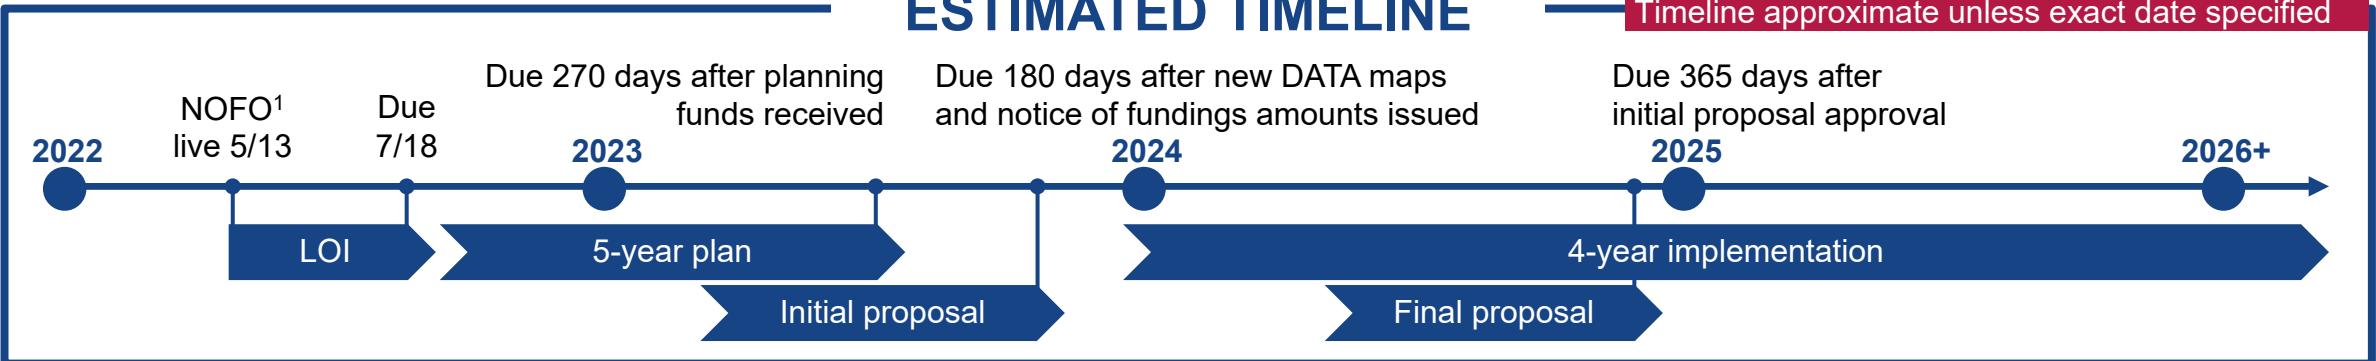 ESTIMATED TIMELINE
Timeline approximate unless exact date specified
Due 270 days after planning
funds received
Due 180 days after new DATA maps
and notice of fundings amounts issued
Due 365 days after
initial proposal approval
NOFO¹
live 5/13
Due
7/18
2022
2023
2024
2025
2026+
LOI
5-year plan
4-year implementation
Initial proposal
Final proposal